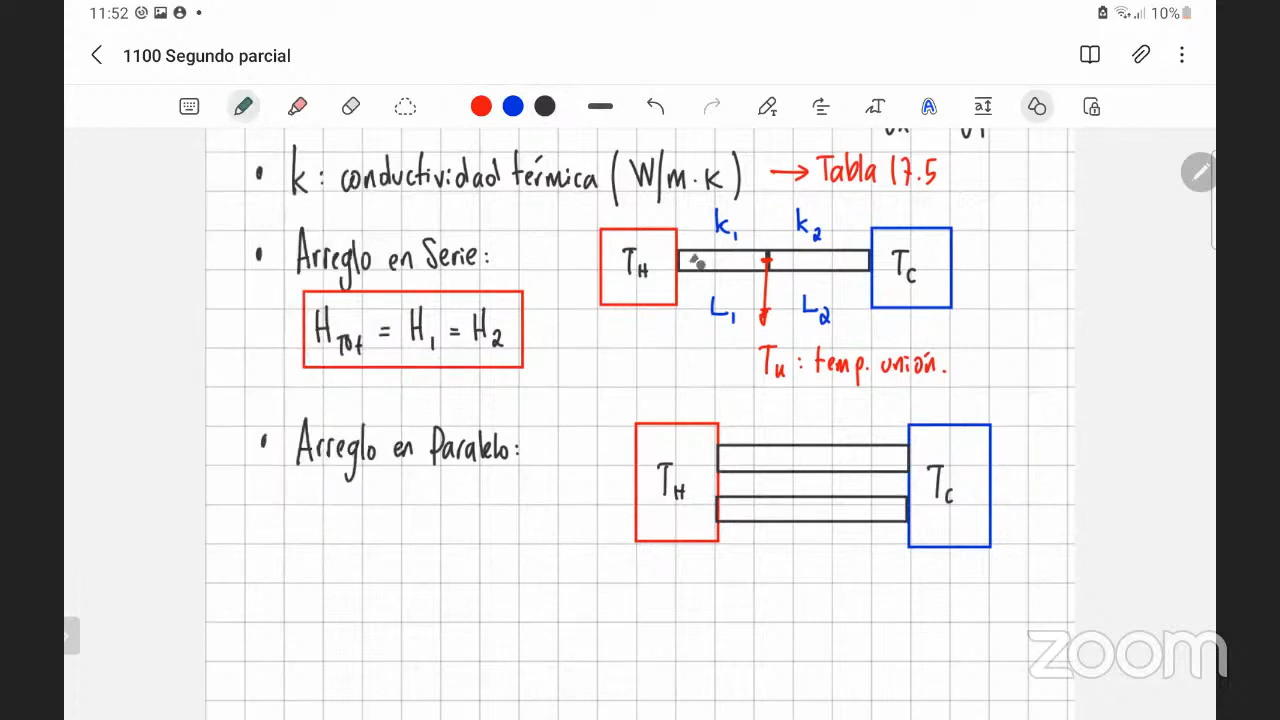 11:52
10%
1100 Segundo parcial
• k : conductividad térmica (W/m·K) → Tabla 17.5
• Arreglo en Serie:
k1 k2
TH TC
L1 L2
HTot = H1 = H2
Tu : temp. unión.
• Arreglo en Paralelo:
TH TC
zoom